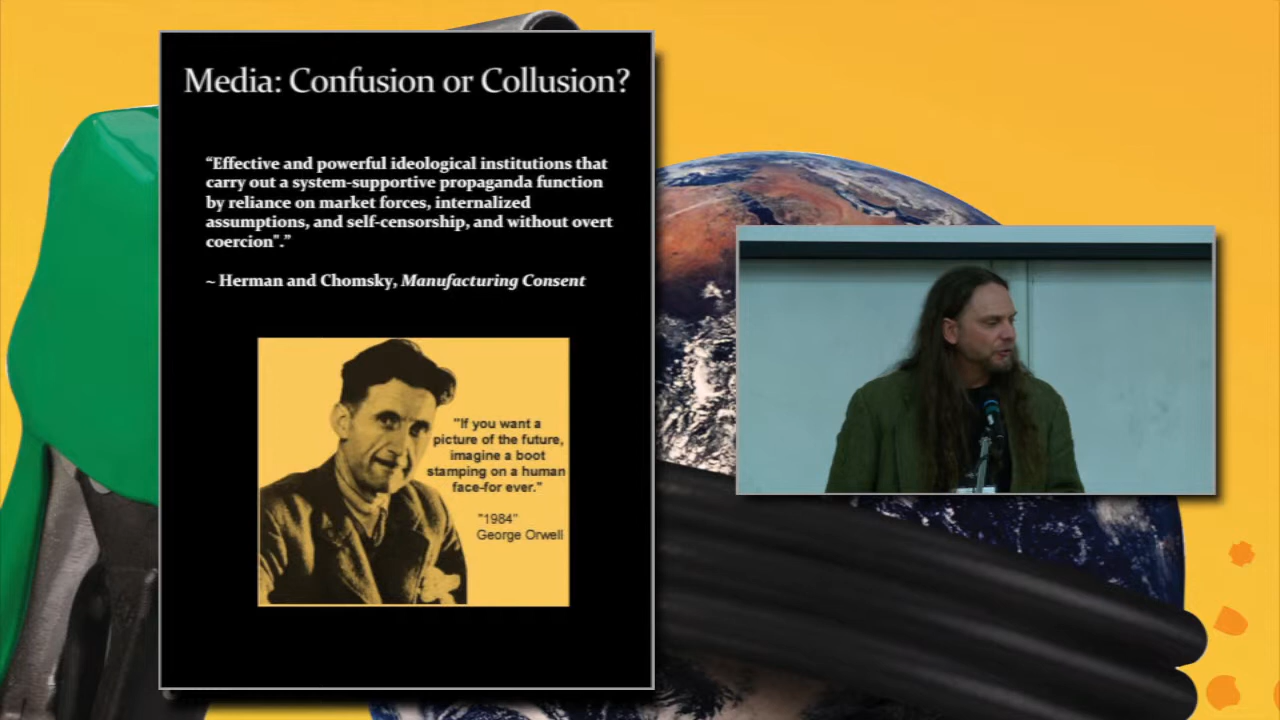 Media: Confusion or Collusion?
“Effective and powerful ideological institutions that
carry out a system-supportive propaganda function
by reliance on market forces, internalized
assumptions, and self-censorship, and without overt
coercion".”
~ Herman and Chomsky, Manufacturing Consent
"If you want a
picture of the future,
imagine a boot
stamping on a human
face-for ever."
"1984"
George Orwell